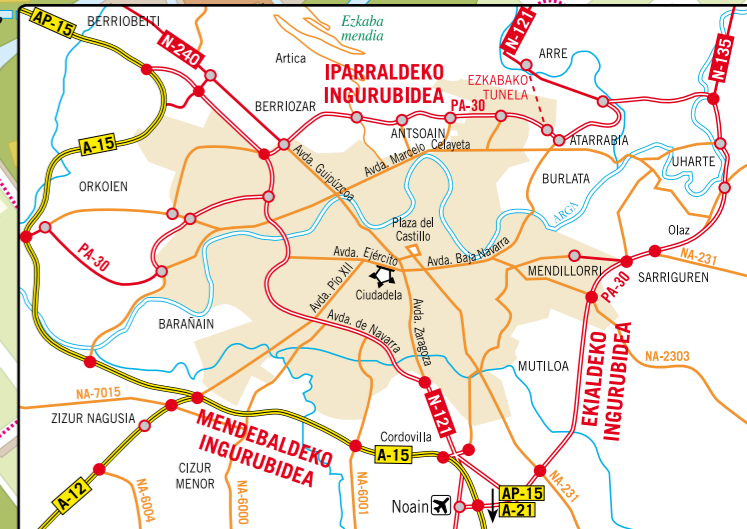 AP-15
BERRIOBEITI
N-240
Ezkaba
mendia
N-121
ARRE
N-135
Artica
IPARRALDEKO
INGURUBIDEA
EZKABAKO
TUNELA
BERRIOZAR
PA-30
ANTSOAIN
ATARRABIA
A-15
Avda. Marcelo Celayeta
UHARTE
ORKOIEN
Avda. Guipúzcoa
BURLATA
ARGA
Plaza del
Castillo
Olaz
PA-30
Avda. Ejército
Avda. Baja Navarra
NA-231
MENDILLORRI
SARRIGUREN
PA-30
Avda. Pio XII
Ciudadela
BARAÑAIN
Avda. de Navarra
Avda. Zaragoza
EKIALDEKO
INGURUBIDEA
MUTILOA
NA-2303
NA-7015
ZIZUR NAGUSIA
MENDEBALDEKO
INGURUBIDEA
N-121
Cordovilla
A-15
CIZUR
MENOR
A-12
NA-6004
NA-6000
NA-6001
AP-15
A-21
NA-231
Noain